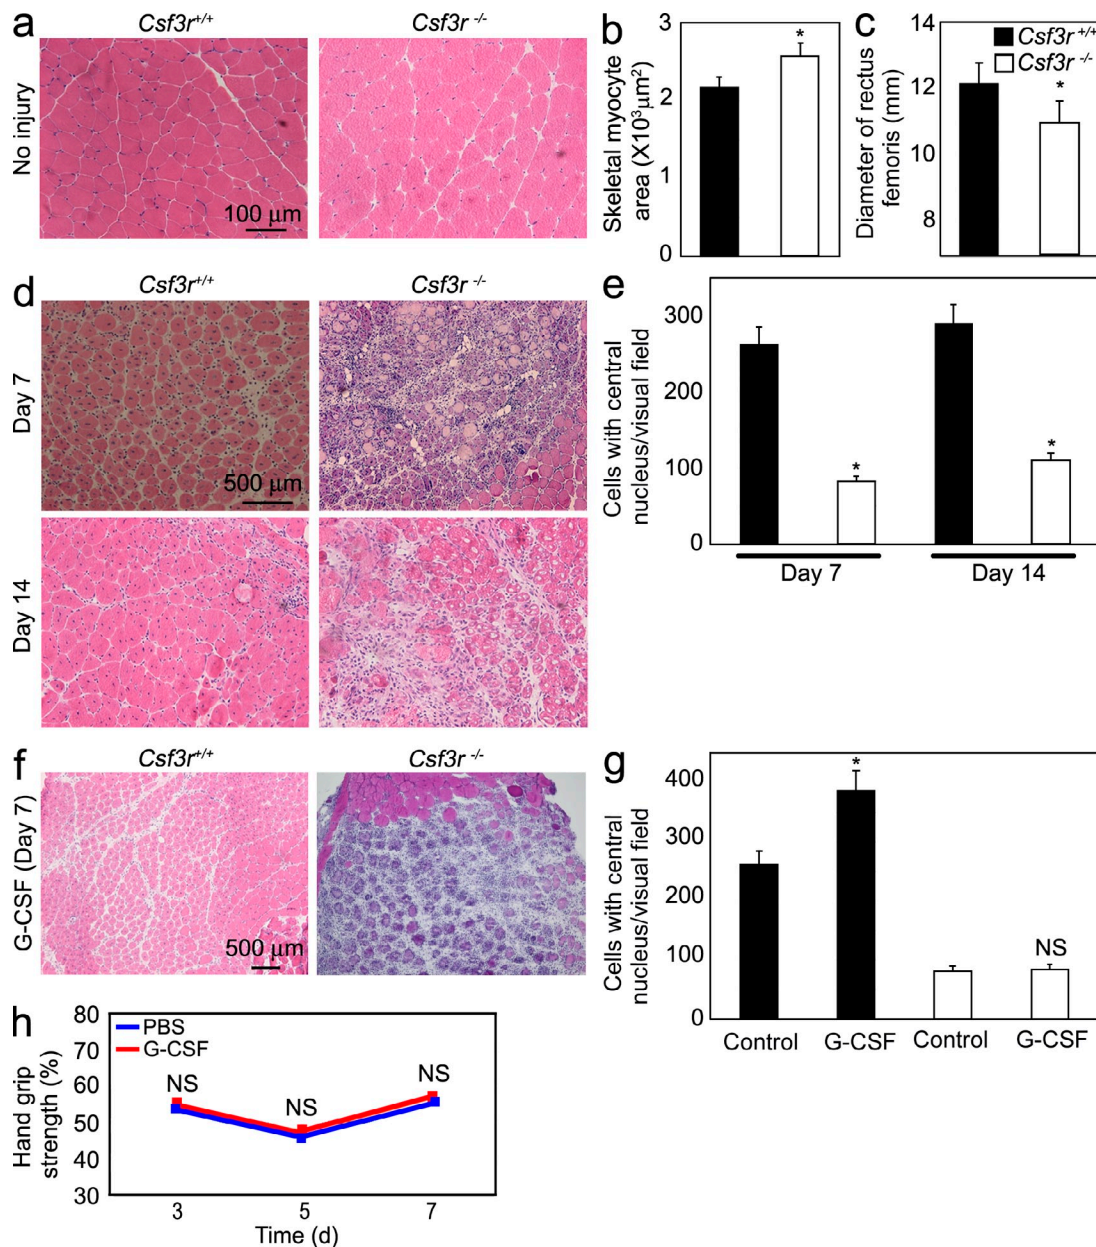 a
Csf3r+/+
Csf3r -/-
No injury
100 µm
b
Skeletal myocyte
area (X10³µm²)
3
2
1
0
*
c
Diameter of rectus
femoris (mm)
14
12
10
8
Csf3r +/+
Csf3r -/-
*
d
Csf3r+/+
Csf3r -/-
Day 7
500 µm
Day 14
e
Cells with central
nucleus/visual field
300
200
100
0
*
*
Day 7
Day 14
f
Csf3r+/+
Csf3r -/-
G-CSF (Day 7)
500 µm
g
Cells with central
nucleus/visual field
400
300
200
100
0
*
NS
Control
G-CSF
Control
G-CSF
h
Hand grip
strength (%)
80
70
60
50
40
30
PBS
G-CSF
NS
NS
NS
3
5
7
Time (d)